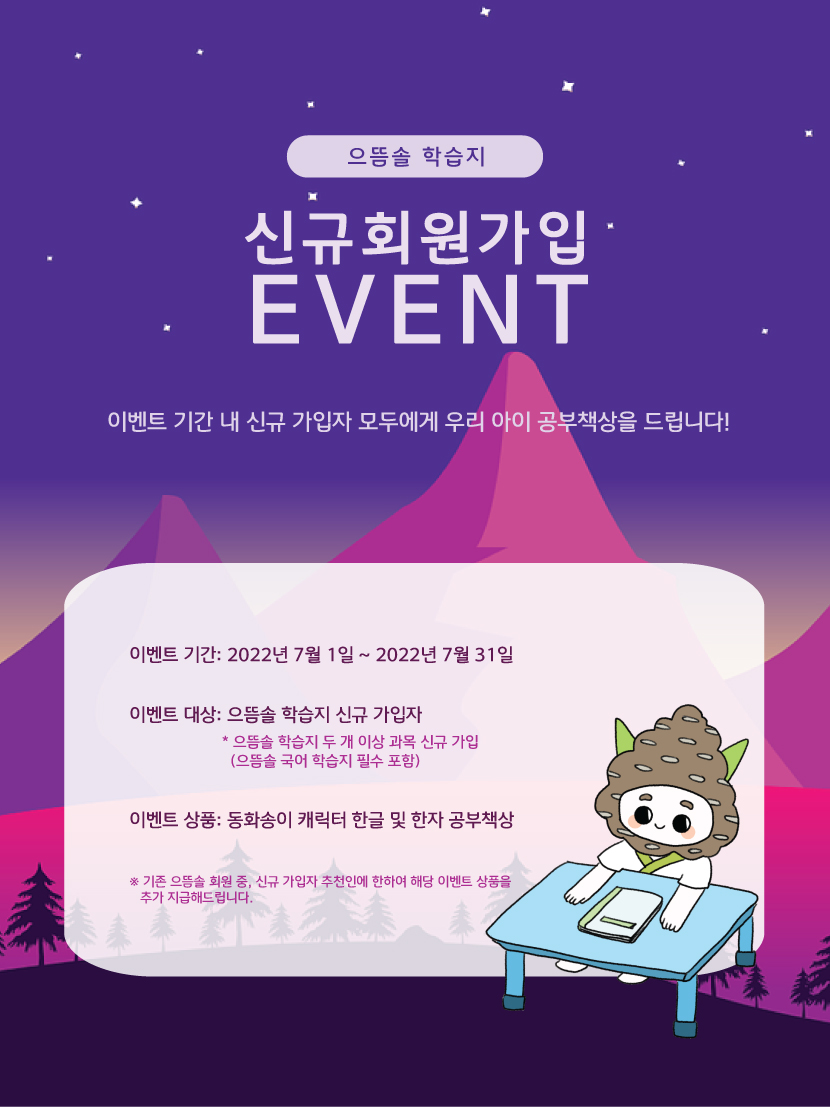 으뜸솔 학습지
신규회원가입
EVENT
이벤트 기간 내 신규 가입자 모두에게 우리 아이 공부책상을 드립니다!
이벤트 기간: 2022년 7월 1일 ~ 2022년 7월 31일
이벤트 대상: 으뜸솔 학습지 신규 가입자
* 으뜸솔 학습지 두 개 이상 과목 신규 가입
(으뜸솔 국어 학습지 필수 포함)
이벤트 상품: 동화송이 캐릭터 한글 및 한자 공부책상
※ 기존 으뜸솔 회원 중, 신규 가입자 추천인에 한하여 해당 이벤트 상품을
추가 지급해드립니다.